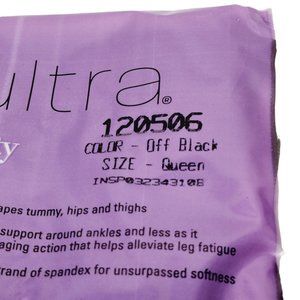 ultra®
120506
COLOR - Off Black
SIZE - Queen
INSP03234310B
apes tummy, hips and thighs
support around ankles and less as it
aging action that helps alleviate leg fatigue
rand of spandex for unsurpassed softness